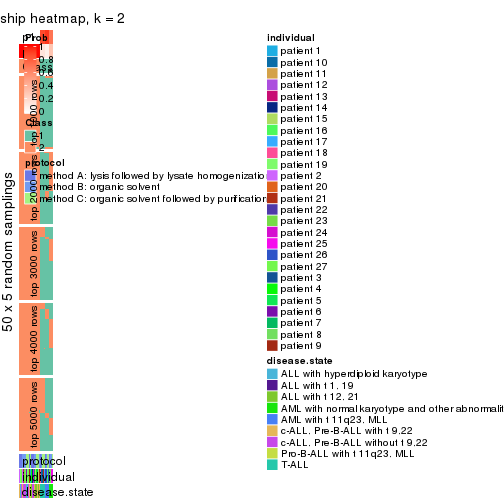 ship heatmap, k = 2
Prob
1
0.8
0.6
0.4
0.2
0
Class
1
2
protocol
method A: lysis followed by lysate homogenizatio
method B: organic solvent
method C: organic solvent followed by purification
50 x 5 random samplings
top 1000 rows
top 2000 rows
top 3000 rows
top 4000 rows
top 5000 rows
protocol
individual
disease.state
individual
patient 1
patient 10
patient 11
patient 12
patient 13
patient 14
patient 15
patient 16
patient 17
patient 18
patient 19
patient 2
patient 20
patient 21
patient 22
patient 23
patient 24
patient 25
patient 26
patient 27
patient 3
patient 4
patient 5
patient 6
patient 7
patient 8
patient 9
disease.state
ALL with hyperdiploid karyotype
ALL with t1. 19
ALL with t12. 21
AML with normal karyotype and other abnormalit
AML with t11q23. MLL
c-ALL. Pre-B-ALL with t9.22
c-ALL. Pre-B-ALL without t9.22
Pro-B-ALL with t11q23. MLL
T-ALL